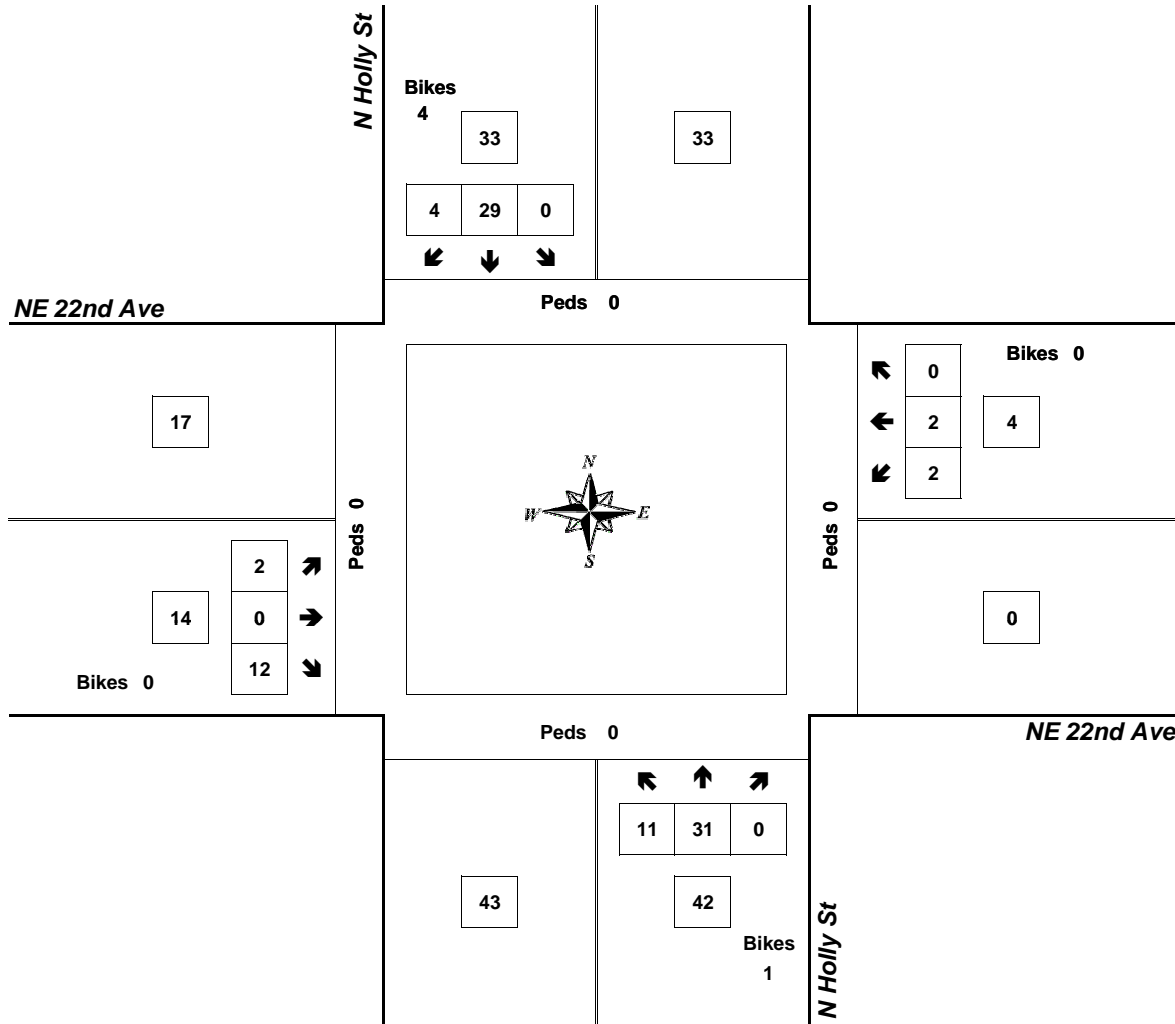 N Holly St
Bikes
4
33
33
4 29 0
Peds 0
NE 22nd Ave
Bikes 0
0
17
2
4
2
N
W E
S
Peds 0
Peds 0
2
14
0
0
12
Bikes 0
Peds 0
NE 22nd Ave
11 31 0
43
42
Bikes
1
N Holly St